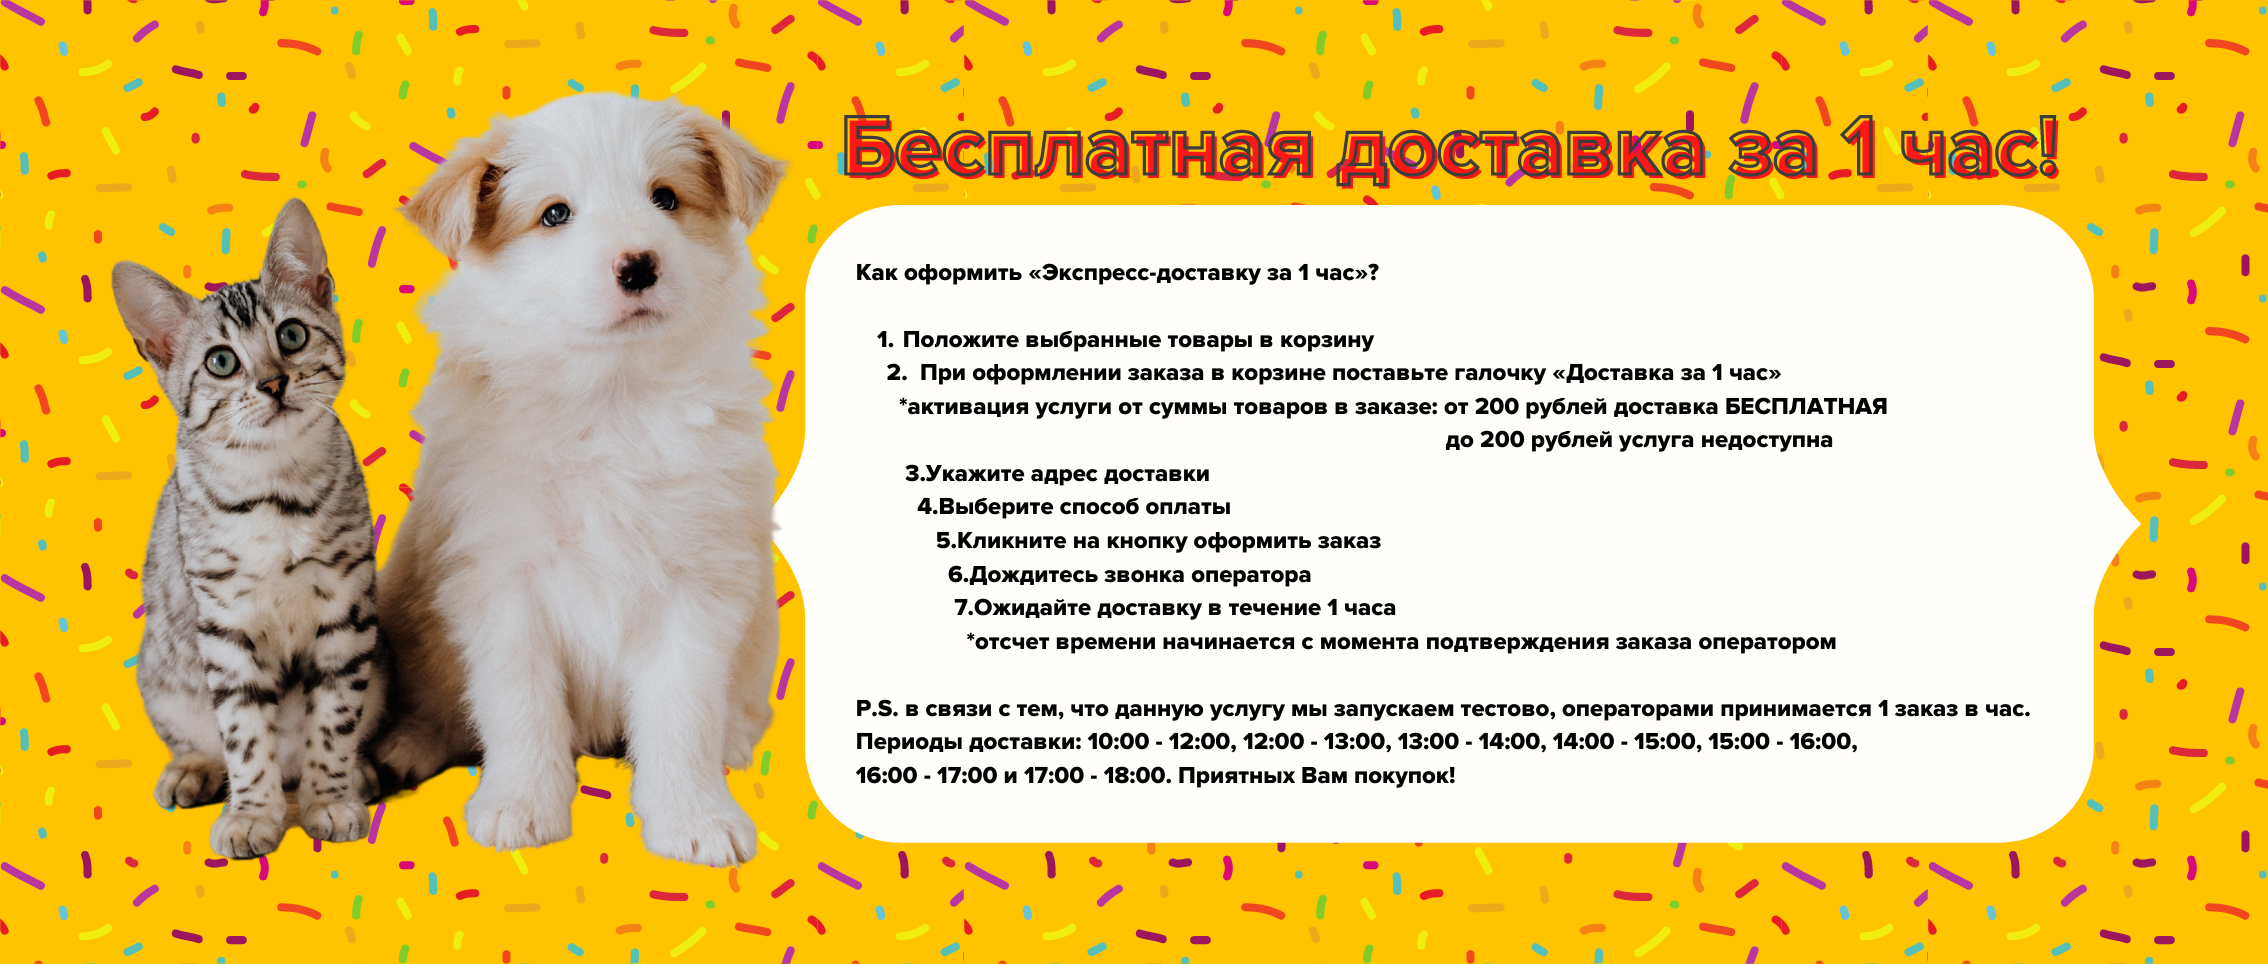 Бесплатная доставка за 1 час!
Как оформить «Экспресс-доставку за 1 час»?
1. Положите выбранные товары в корзину
2. При оформлении заказа в корзине поставьте галочку «Доставка за 1 час»
*активация услуги от суммы товаров в заказе: от 200 рублей доставка БЕСПЛАТНАЯ
до 200 рублей услуга недоступна
3.Укажите адрес доставки
4.Выберите способ оплаты
5.Кликните на кнопку оформить заказ
6.Дождитесь звонка оператора
7.Ожидайте доставку в течение 1 часа
*отсчет времени начинается с момента подтверждения заказа оператором
P.S. в связи с тем, что данную услугу мы запускаем тестово, операторами принимается 1 заказ в час.
Периоды доставки: 10:00 - 12:00, 12:00 - 13:00, 13:00 - 14:00, 14:00 - 15:00, 15:00 - 16:00,
16:00 - 17:00 и 17:00 - 18:00. Приятных Вам покупок!